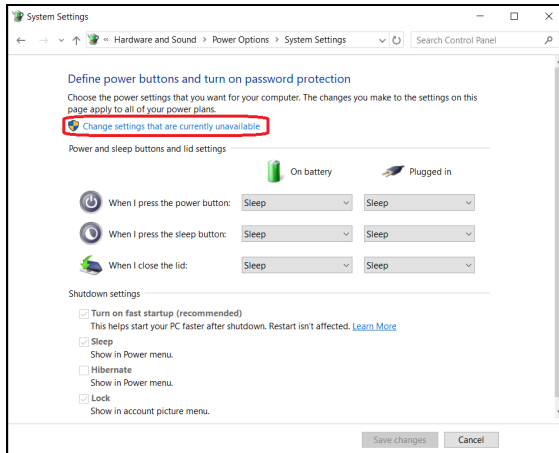 System Settings
« Hardware and Sound > Power Options > System Settings
Search Control Panel
Define power buttons and turn on password protection
Choose the power settings that you want for your computer. The changes you make to the settings on this
page apply to all of your power plans.
Change settings that are currently unavailable
Power and sleep buttons and lid settings
On battery Plugged in
When I press the power button: Sleep Sleep
When I press the sleep button: Sleep Sleep
When I close the lid: Sleep Sleep
Shutdown settings
Turn on fast startup (recommended)
This helps start your PC faster after shutdown. Restart isn't affected. Learn More
Sleep
Show in Power menu.
Hibernate
Show in Power menu.
Lock
Show in account picture menu.
Save changes Cancel